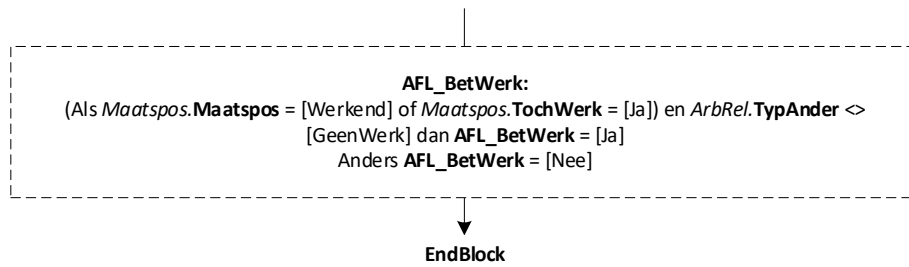 AFL_BetWerk:
(Als Maatspos.Maatspos = [Werkend] of Maatspos.TochWerk = [Ja]) en ArbRel.TypAnder <>
[GeenWerk] dan AFL_BetWerk = [Ja]
Anders AFL_BetWerk = [Nee]
EndBlock